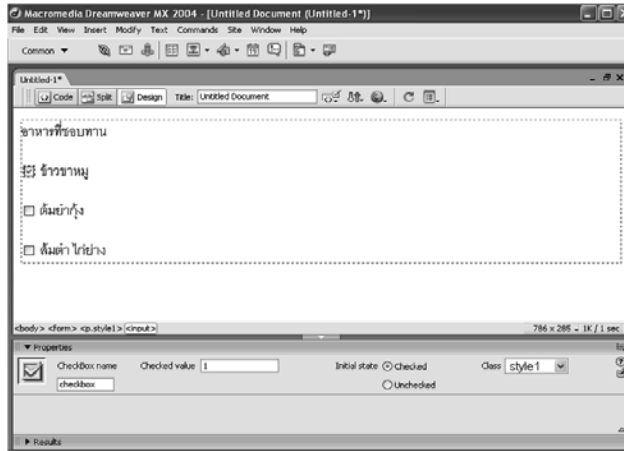 Macromedia Dreamweaver MX 2004 - [Untitled Document (Untitled-1*)]
File Edit View Insert Modify Text Commands Site Window Help
Common
Untitled-1*
Code Split Design Title: Untitled Document
อาหารที่ชอบทาน
ข้าวขาหมู
ต้มยำกุ้ง
ส้มตำ ไก่ย่าง
<body> <form> <p.style1> <input> 786 x 285 - 1K / 1 sec
Properties
CheckBox name Checked value 1 Initial state Checked Class style1
checkbox Unchecked
Results